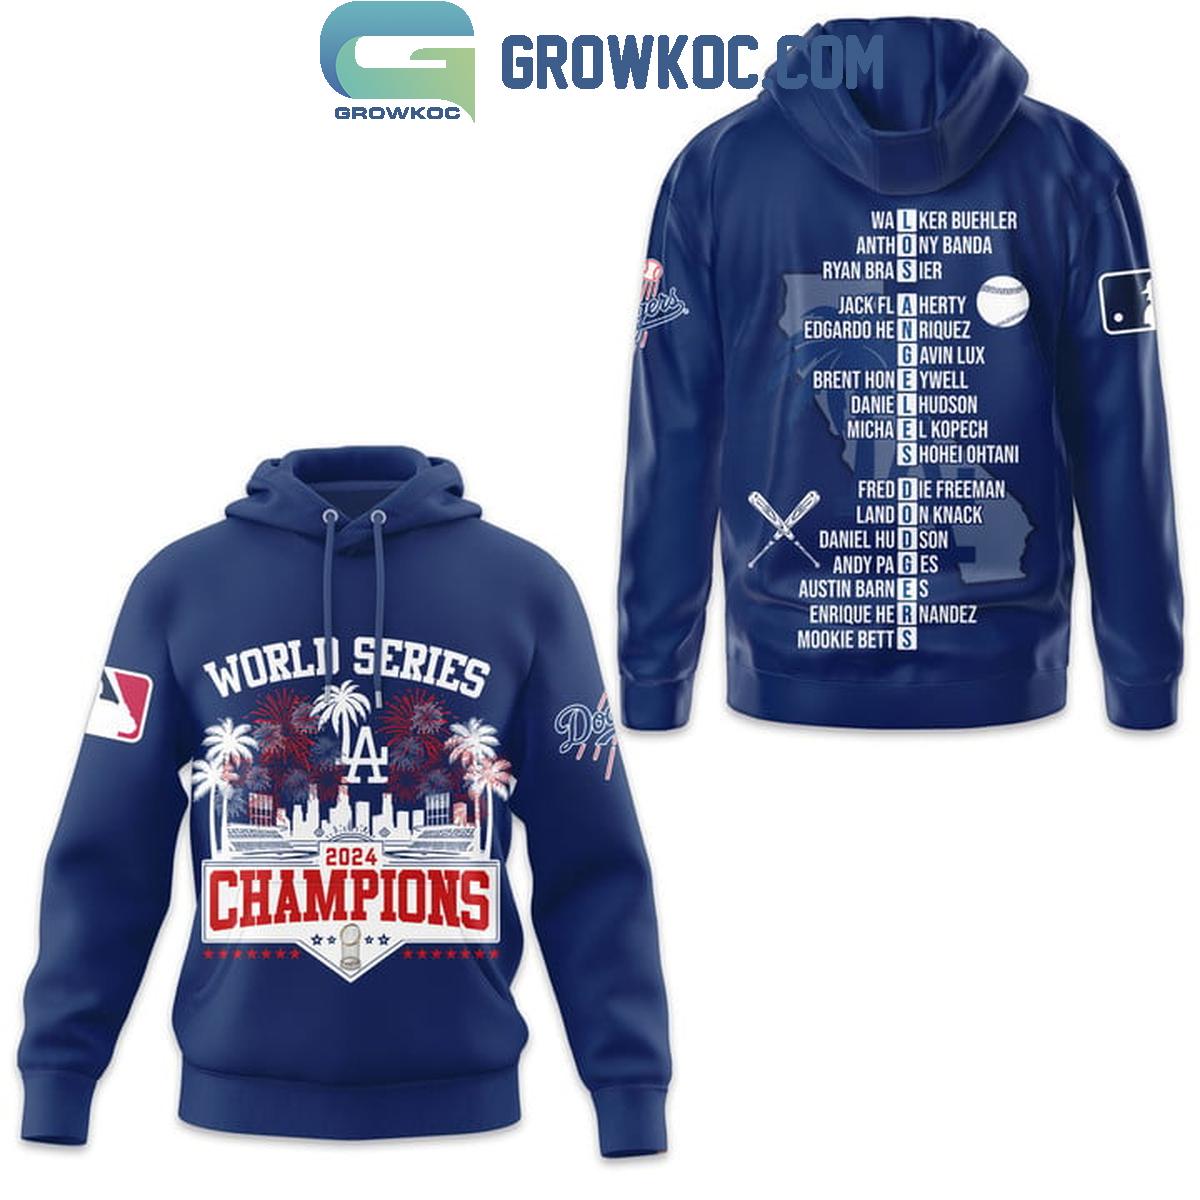 GROWKOC
GROWKOC.COM
WALKER BUEHLER
ANTHONY BANDA
RYAN BRASIER
JACK FLAHERTY
EDGARDO HENRIQUEZ
GAVIN LUX
BRENT HONEYWELL
DANIEL HUDSON
MICHAEL KOPECH
SHOHEI OHTANI
FREDDIE FREEMAN
LANDON KNACK
DANIEL HUDSON
ANDY PAGES
AUSTIN BARNES
ENRIQUE HERNANDEZ
MOOKIE BETTS
WORLD SERIES
LA
2024
CHAMPIONS